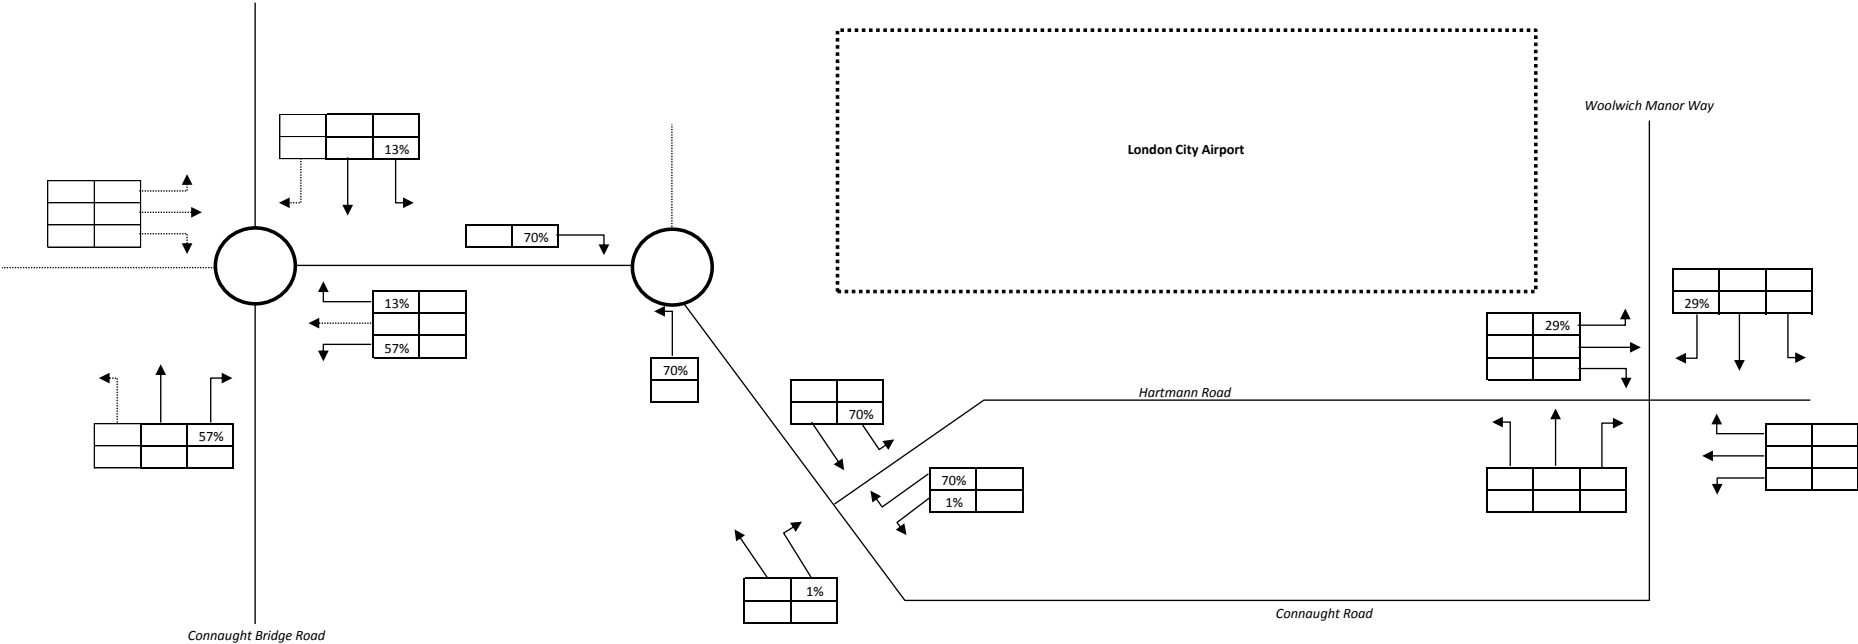 Woolwich Manor Way
London City Airport
13%
70%
29%
13%
57%
29%
70%
Hartmann Road
70%
57%
70%
1%
1%
Connaught Road
Connaught Bridge Road